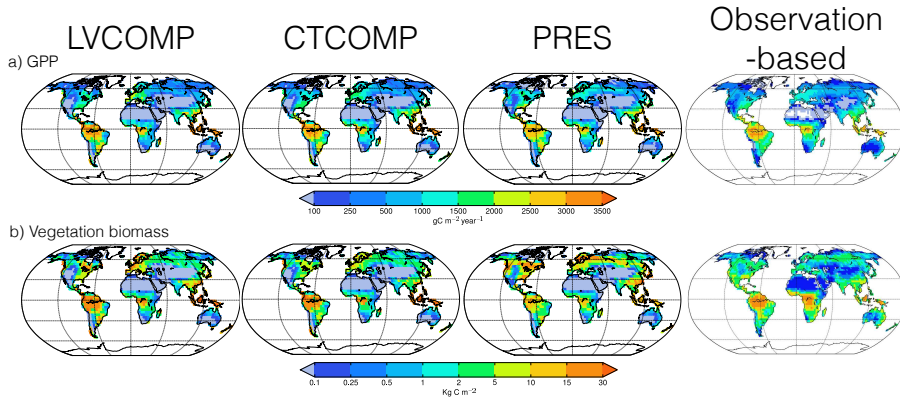 LVCOMP CTCOMP PRES Observation
-based
a) GPP
100 250 500 1000 1500 2000 2500 3000 3500
gC m⁻² year⁻¹
b) Vegetation biomass
0.1 0.25 0.5 1 2 5 10 15 30
Kg C m⁻²